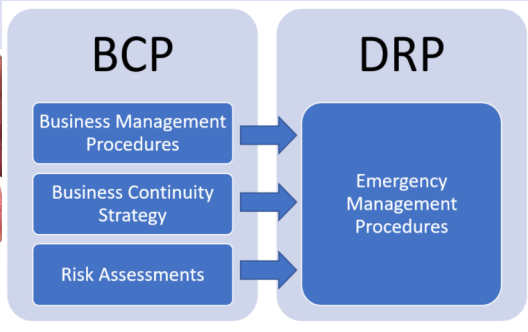 BCP
Business Management
Procedures
Business Continuity
Strategy
Risk Assessments
DRP
Emergency
Management
Procedures